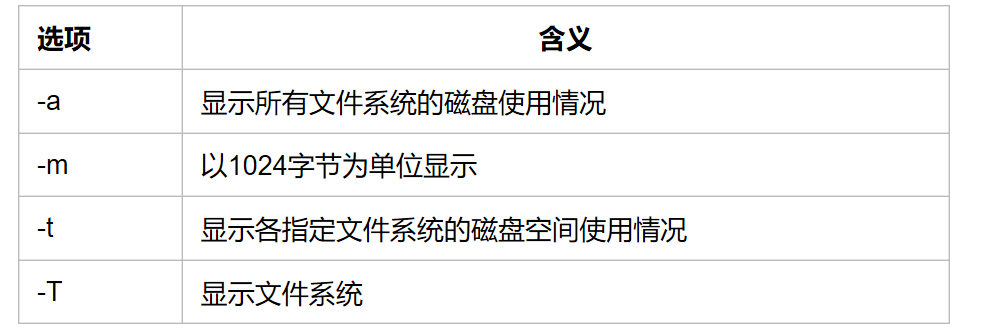 选项 含义
-a 显示所有文件系统的磁盘使用情况
-m 以1024字节为单位显示
-t 显示各指定文件系统的磁盘空间使用情况
-T 显示文件系统